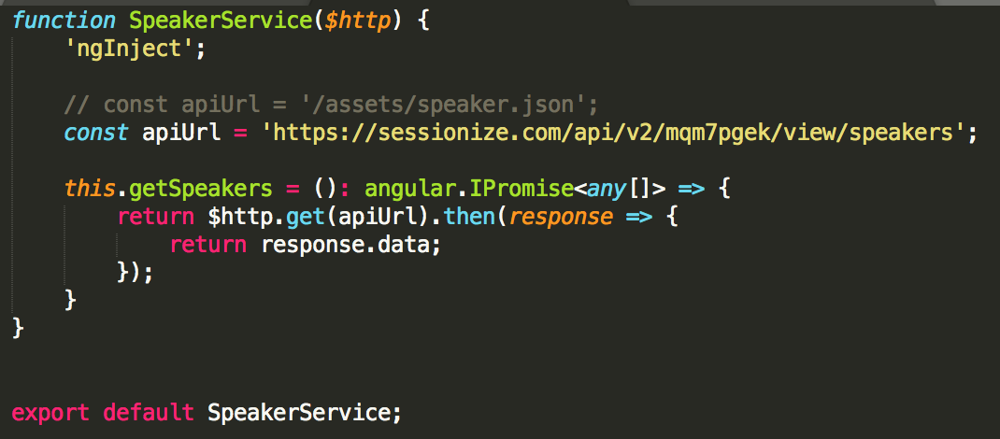 function SpeakerService($http) {
    'ngInject';

    // const apiUrl = '/assets/speaker.json';
    const apiUrl = 'https://sessionize.com/api/v2/mqm7pgek/view/speakers';

    this.getSpeakers = (): angular.IPromise<any[]> => {
        return $http.get(apiUrl).then(response => {
            return response.data;
        });
    }
}

export default SpeakerService;